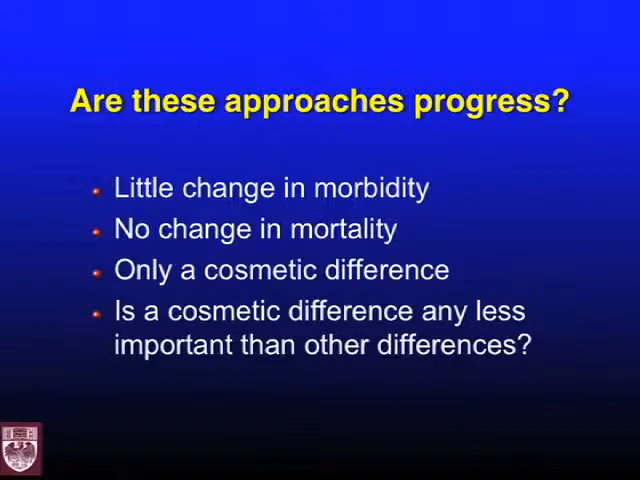 Are these approaches progress?
Little change in morbidity
No change in mortality
Only a cosmetic difference
Is a cosmetic difference any less
important than other differences?